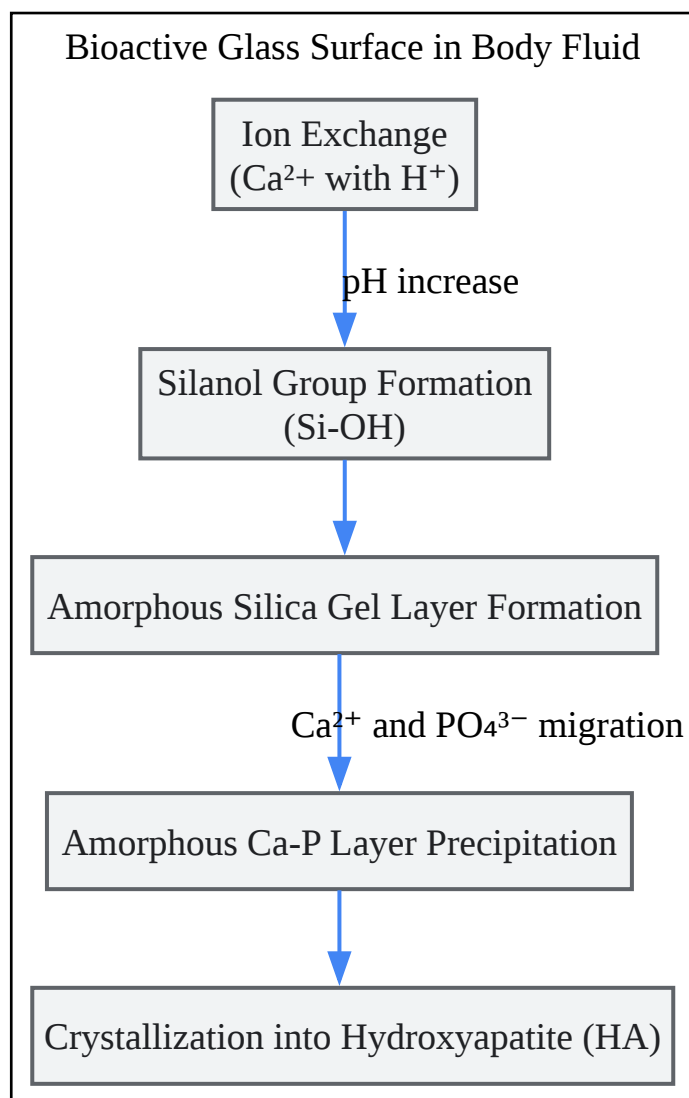 Bioactive Glass Surface in Body Fluid
Ion Exchange
(Ca²+ with H⁺)
pH increase
Silanol Group Formation
(Si-OH)
Amorphous Silica Gel Layer Formation
Ca²⁺ and PO₄³⁻ migration
Amorphous Ca-P Layer Precipitation
Crystallization into Hydroxyapatite (HA)